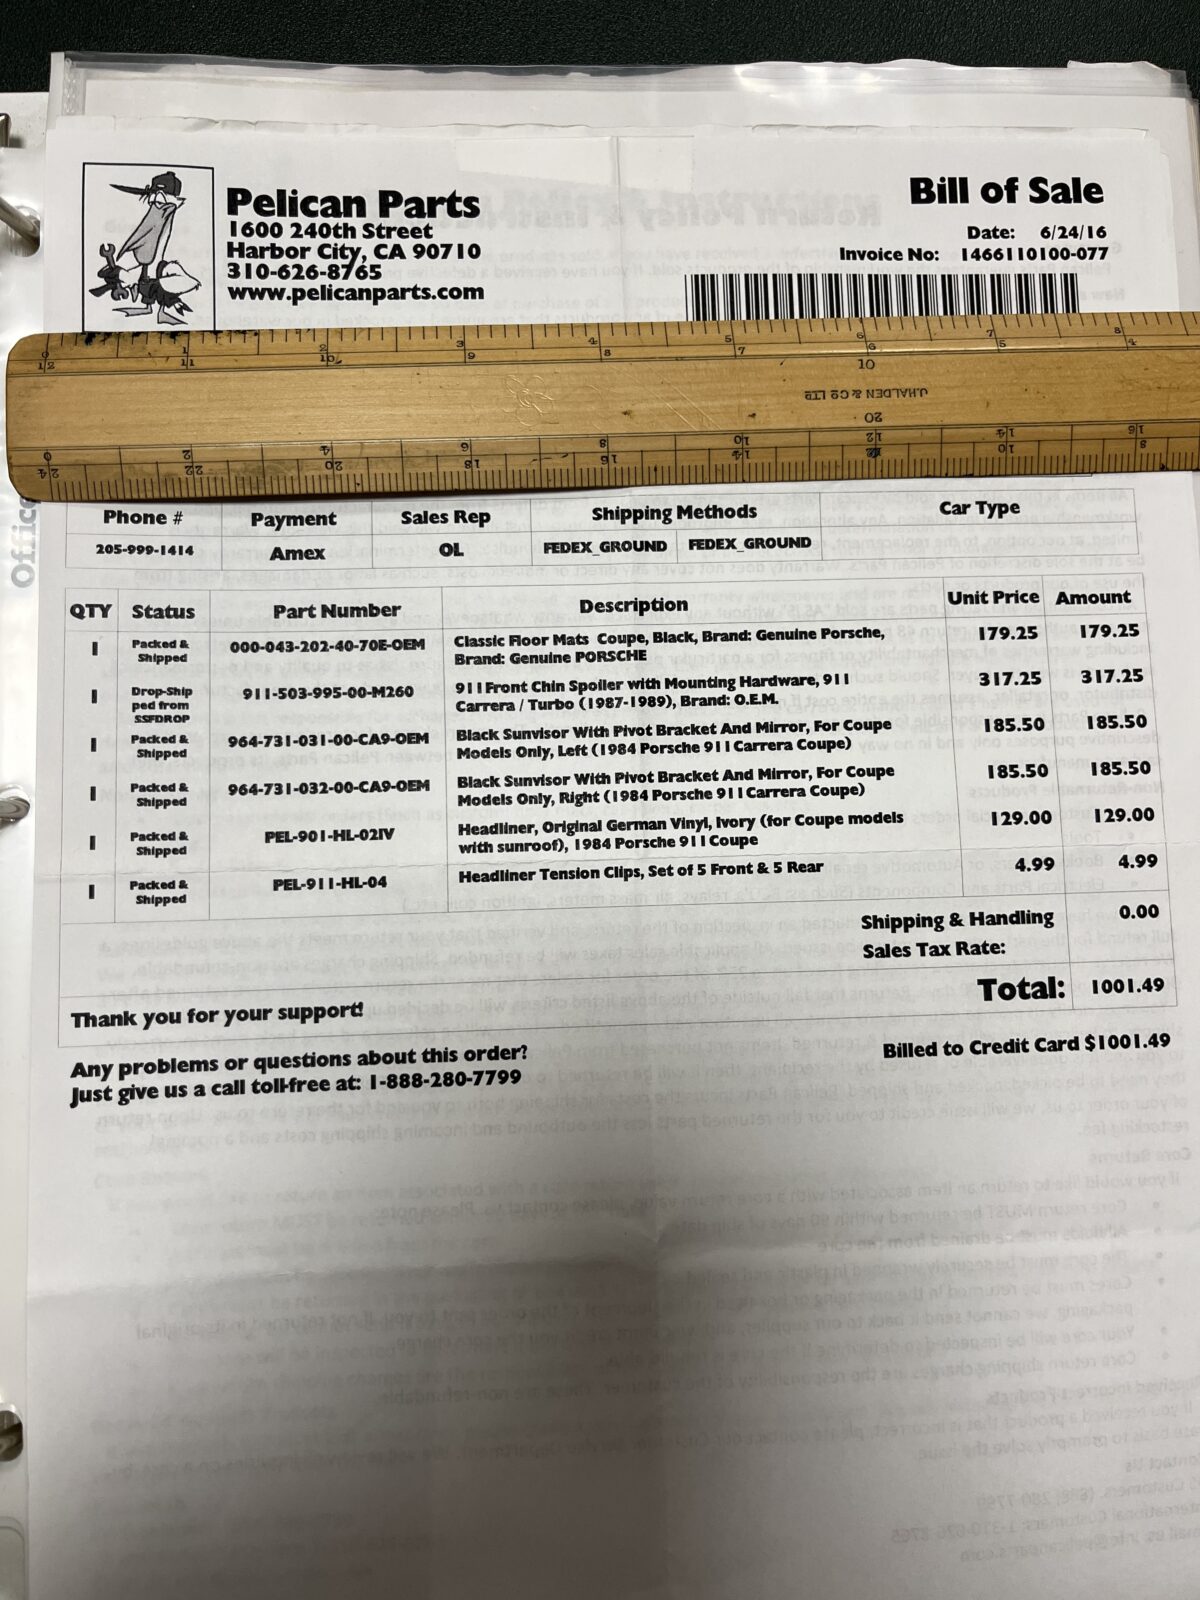 Pelican Parts
1600 240th Street
Harbor City, CA 90710
310-626-8765
www.pelicanparts.com
Bill of Sale
Date: 6/24/16
Invoice No: 1466110100-077
J.HALDEN & CO LTD
Phone # Payment Sales Rep Shipping Methods Car Type
205-999-1414 Amex OL FEDEX_GROUND FEDEX_GROUND
QTY Status Part Number Description Unit Price Amount
1 Packed & Shipped 000-043-202-40-70E-OEM Classic Floor Mats Coupe, Black, Brand: Genuine Porsche, 179.25 179.25
Brand: Genuine PORSCHE
1 Drop-Ship ped from SSFDROP 911-503-995-00-M260 911 Front Chin Spoiler with Mounting Hardware, 911 317.25 317.25
Carrera / Turbo (1987-1989), Brand: O.E.M.
1 Packed & Shipped 964-731-031-00-CA9-OEM Black Sunvisor With Pivot Bracket And Mirror, For Coupe 185.50 185.50
Models Only, Left (1984 Porsche 911 Carrera Coupe)
1 Packed & Shipped 964-731-032-00-CA9-OEM Black Sunvisor With Pivot Bracket And Mirror, For Coupe 185.50 185.50
Models Only, Right (1984 Porsche 911 Carrera Coupe)
1 Packed & Shipped PEL-901-HL-02IV Headliner, Original German Vinyl, Ivory (for Coupe models 129.00 129.00
with sunroof), 1984 Porsche 911 Coupe
1 Packed & Shipped PEL-911-HL-04 Headliner Tension Clips, Set of 5 Front & 5 Rear 4.99 4.99
Shipping & Handling 0.00
Sales Tax Rate:
Total: 1001.49
Thank you for your support!
Any problems or questions about this order?
Just give us a call toll-free at: 1-888-280-7799
Billed to Credit Card $1001.49